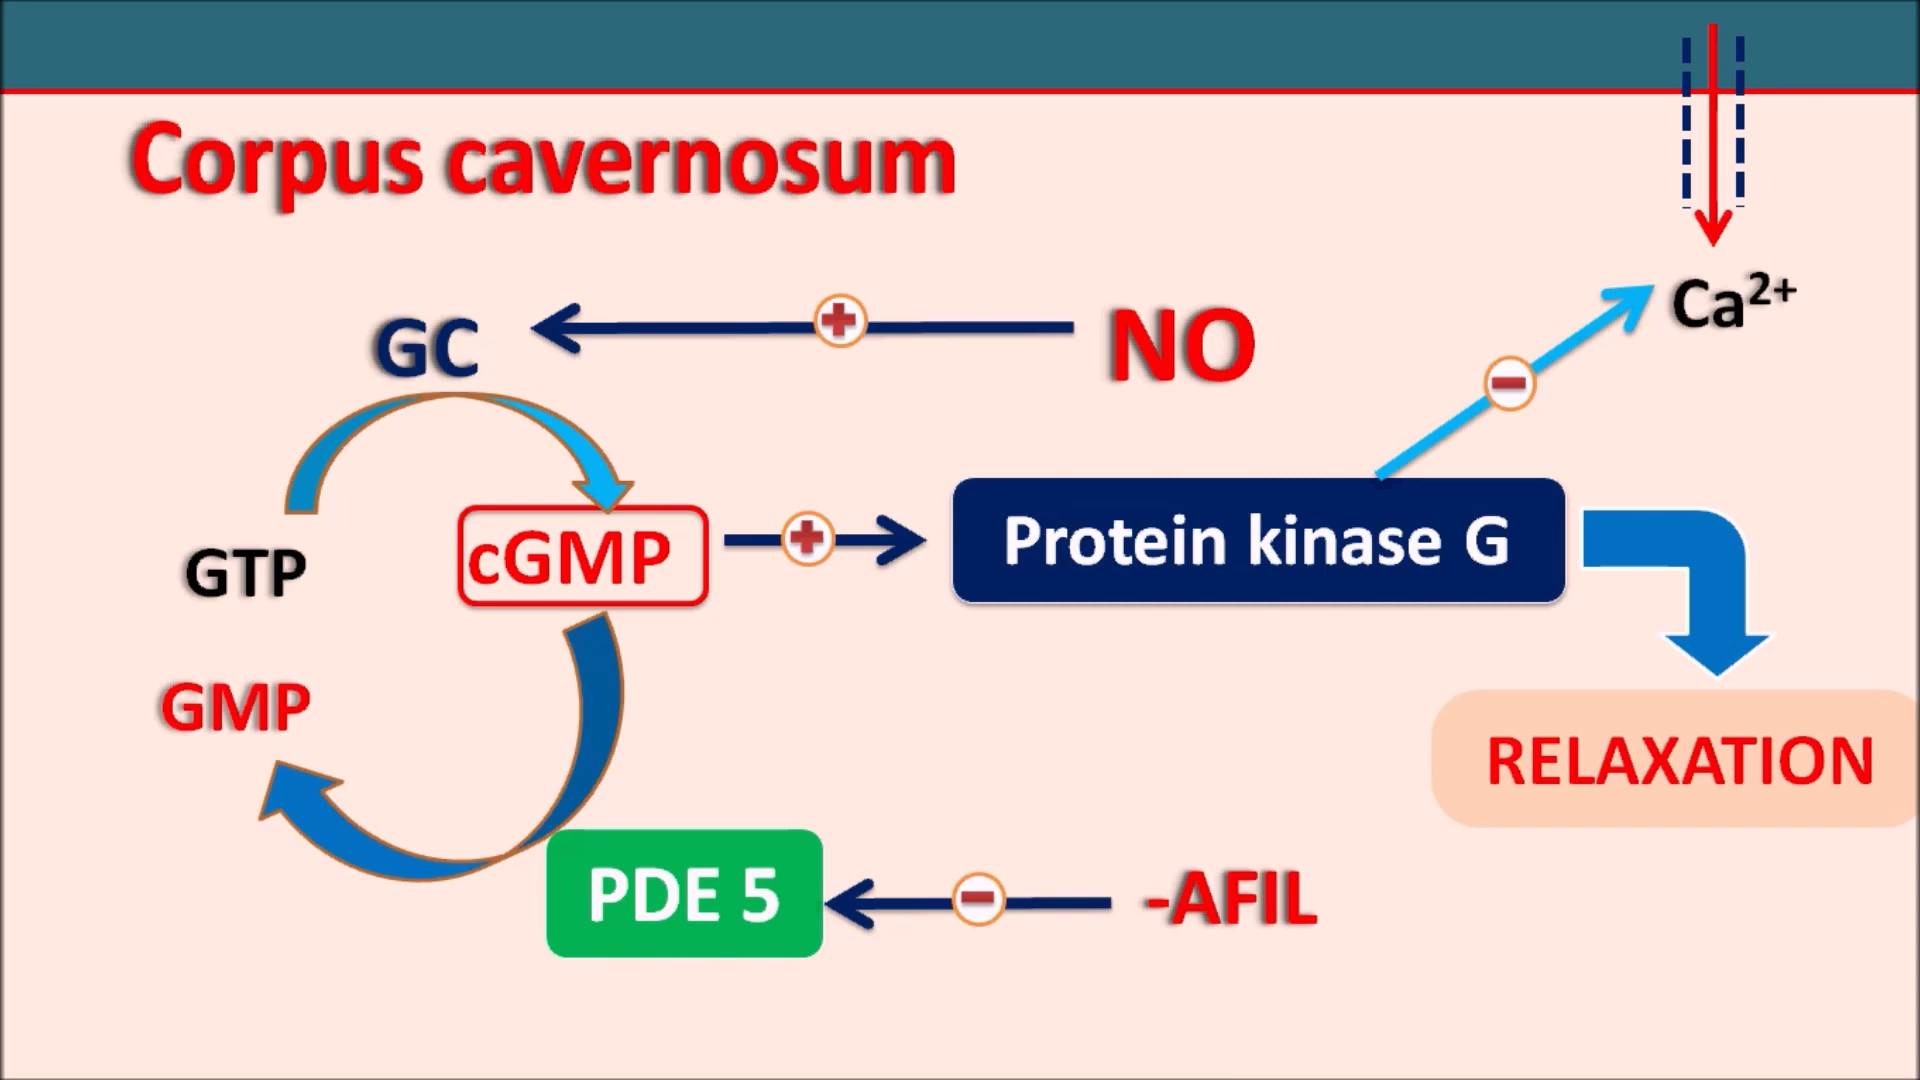 Corpus cavernosum
Ca²⁺
GC
NO
cGMP
Protein kinase G
GTP
GMP
RELAXATION
PDE 5
-AFIL